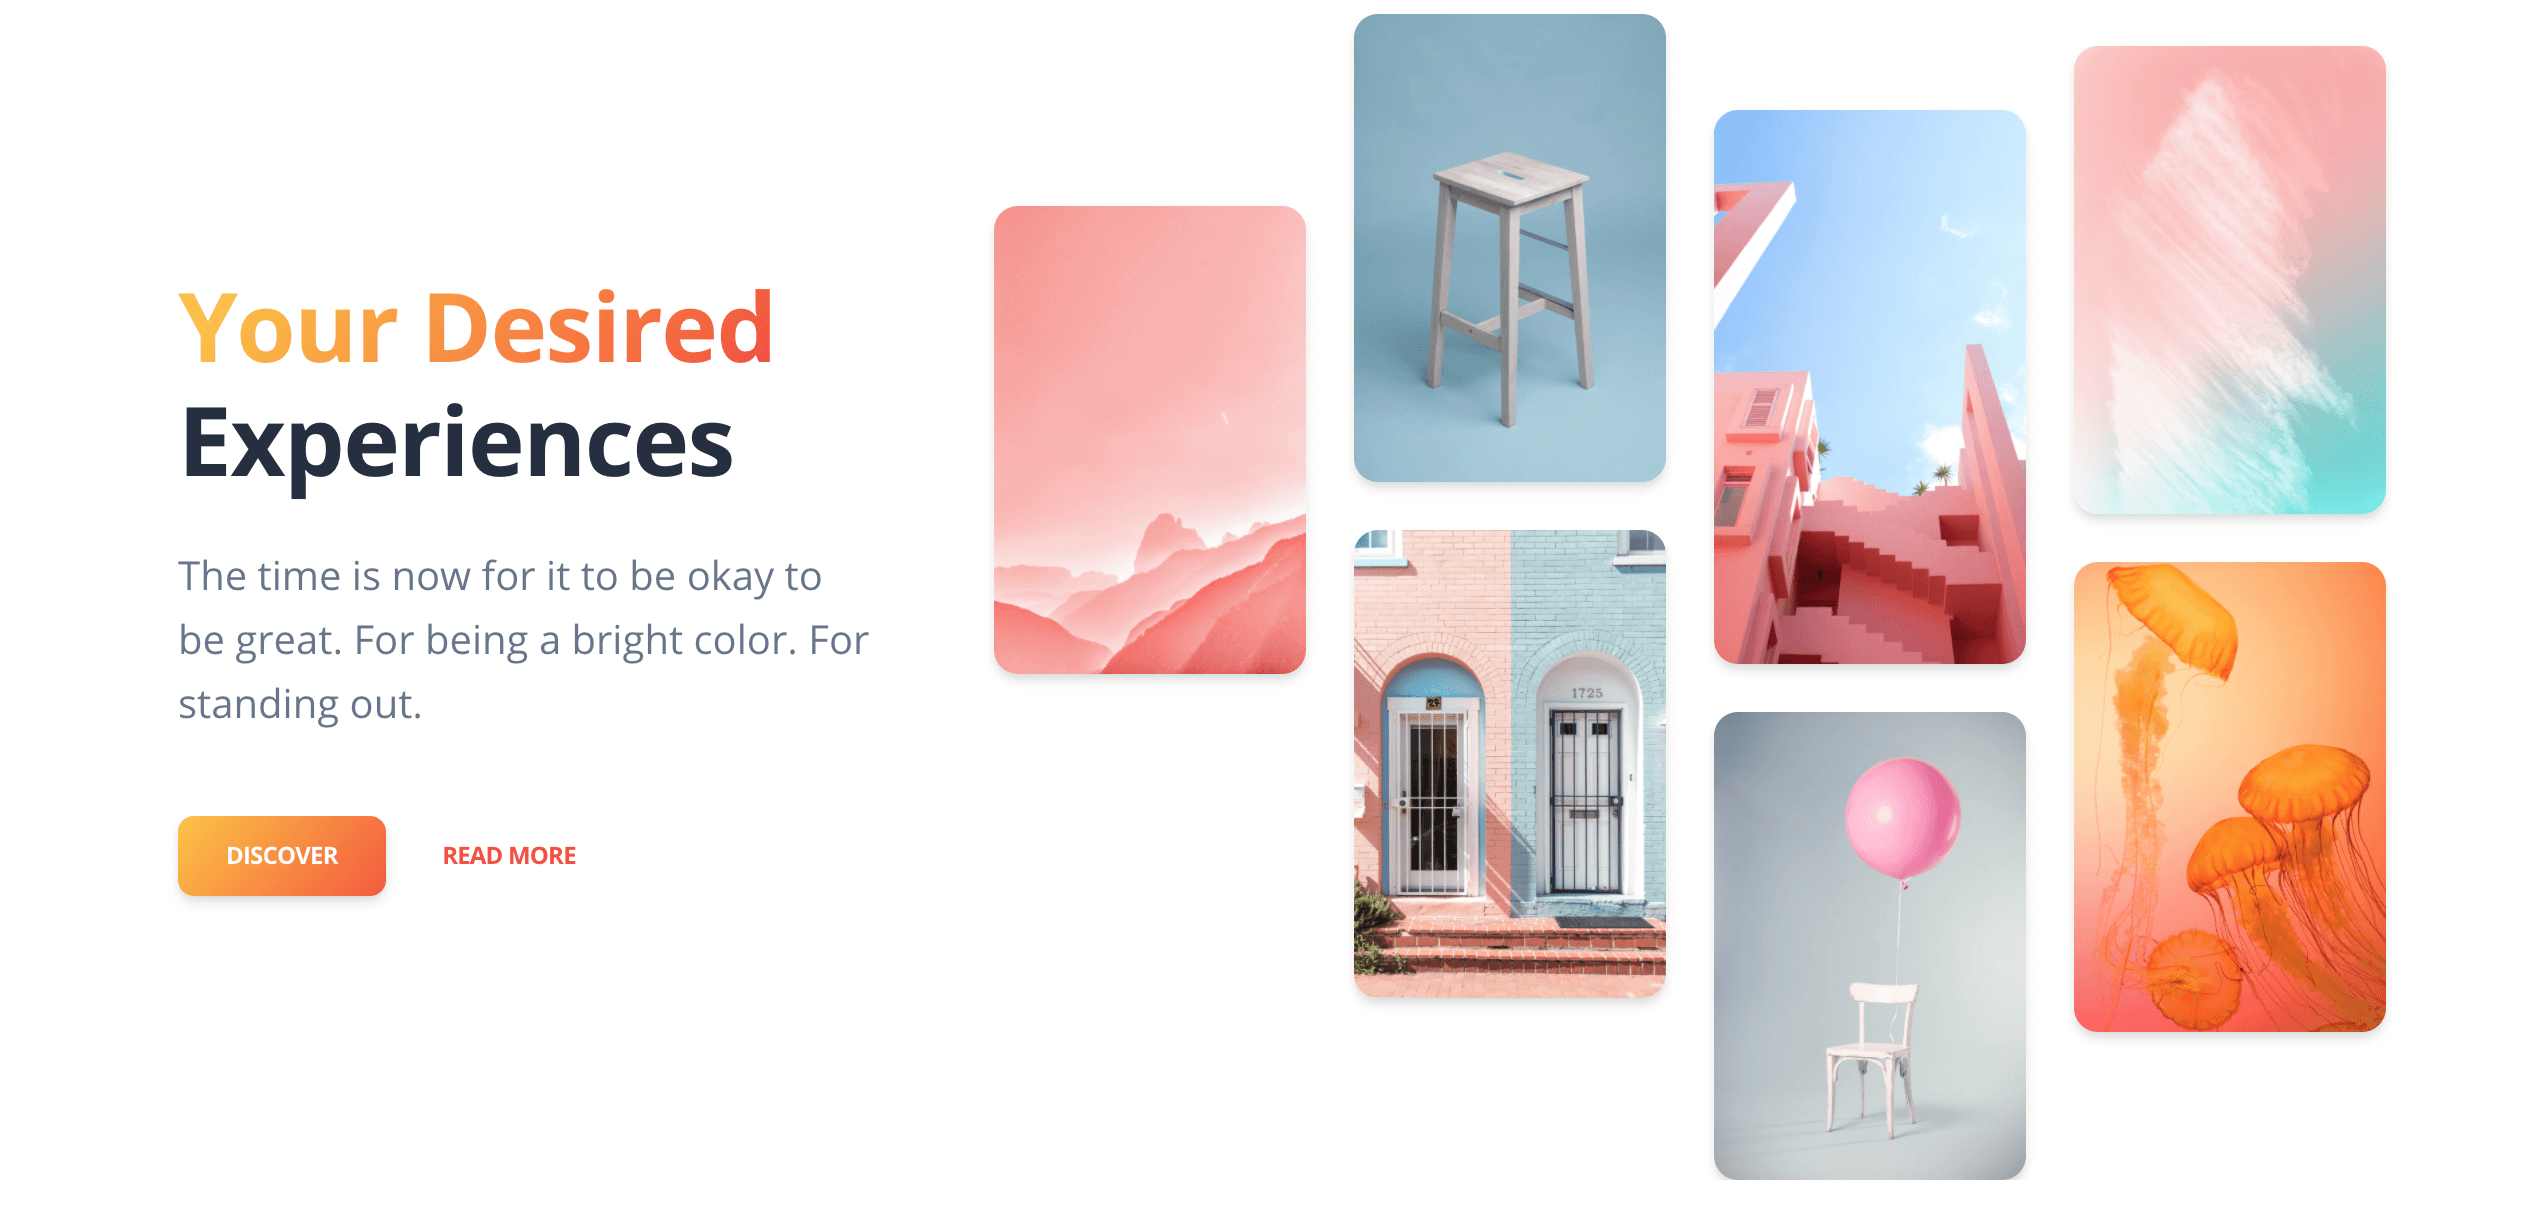 Your Desired
Experiences
The time is now for it to be okay to
be great. For being a bright color. For
standing out.
DISCOVER
READ MORE
1725